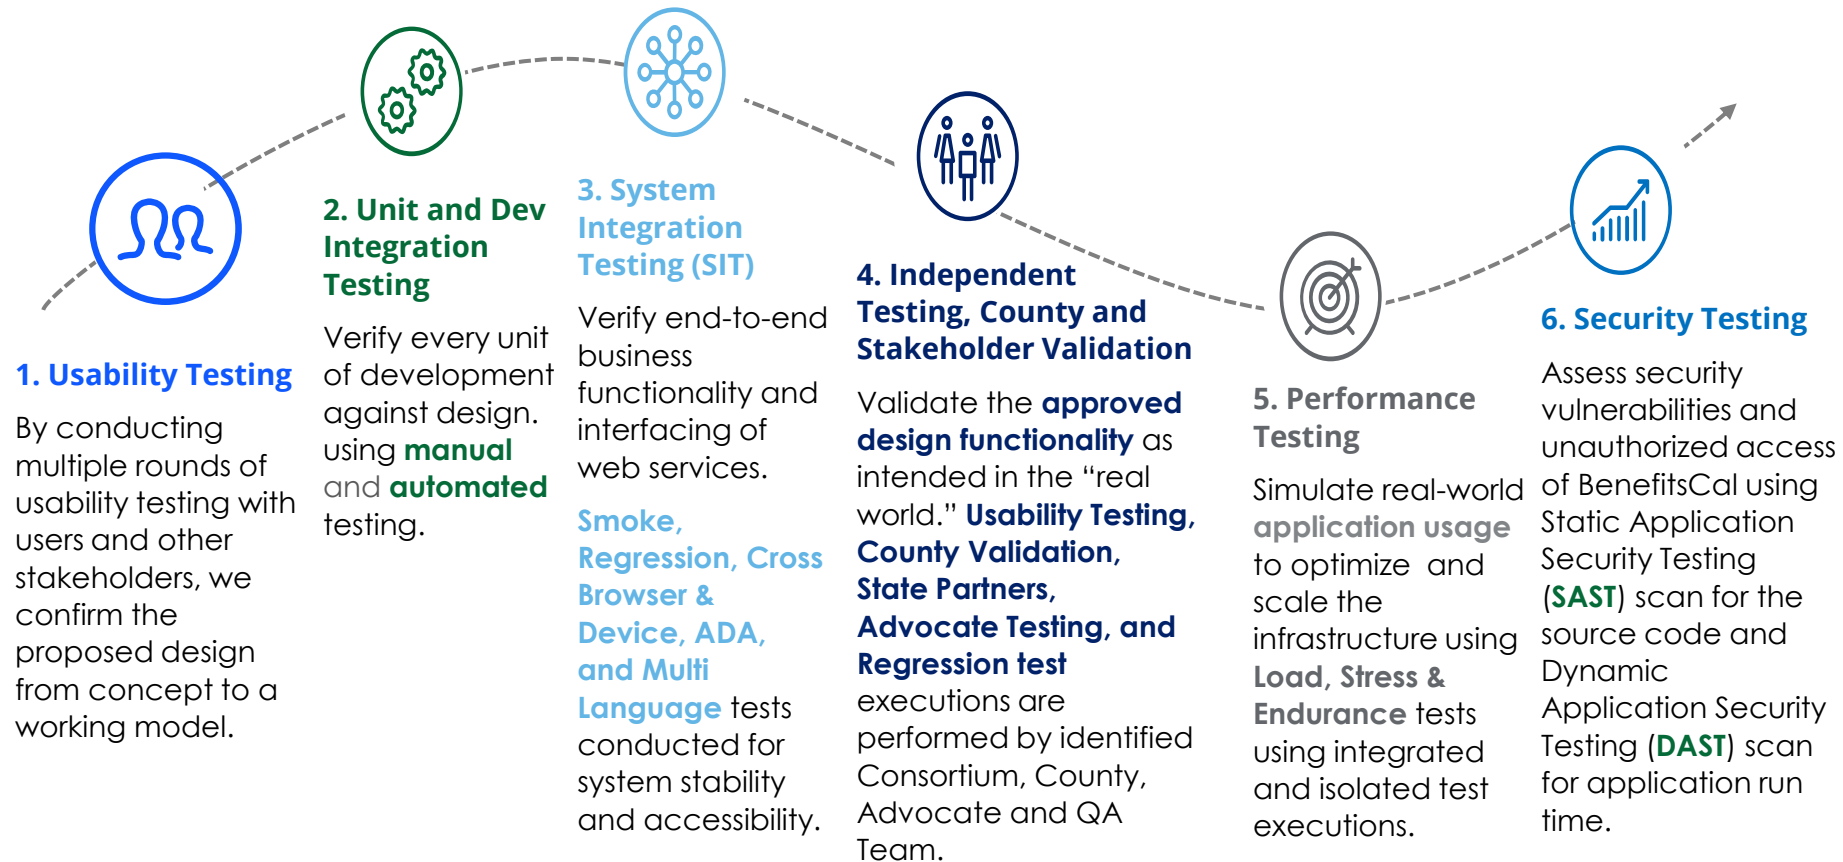 1. Usability Testing
By conducting
multiple rounds of
usability testing with
users and other
stakeholders, we
confirm the
proposed design
from concept to a
working model.
2. Unit and Dev
Integration
Testing
Verify every unit
of development
against design.
using manual
and automated
testing.
3. System
Integration
Testing (SIT)
Verify end-to-end
business
functionality and
interfacing of
web services.
Smoke,
Regression, Cross
Browser &
Device, ADA,
and Multi
Language tests
conducted for
system stability
and accessibility.
4. Independent
Testing, County and
Stakeholder Validation
Validate the approved
design functionality as
intended in the “real
world.” Usability Testing,
County Validation,
State Partners,
Advocate Testing, and
Regression test
executions are
performed by identified
Consortium, County,
Advocate and QA
Team.
5. Performance
Testing
Simulate real-world
application usage
to optimize and
scale the
infrastructure using
Load, Stress &
Endurance tests
using integrated
and isolated test
executions.
6. Security Testing
Assess security
vulnerabilities and
unauthorized access
of BenefitsCal using
Static Application
Security Testing
(SAST) scan for the
source code and
Dynamic
Application Security
Testing (DAST) scan
for application run
time.